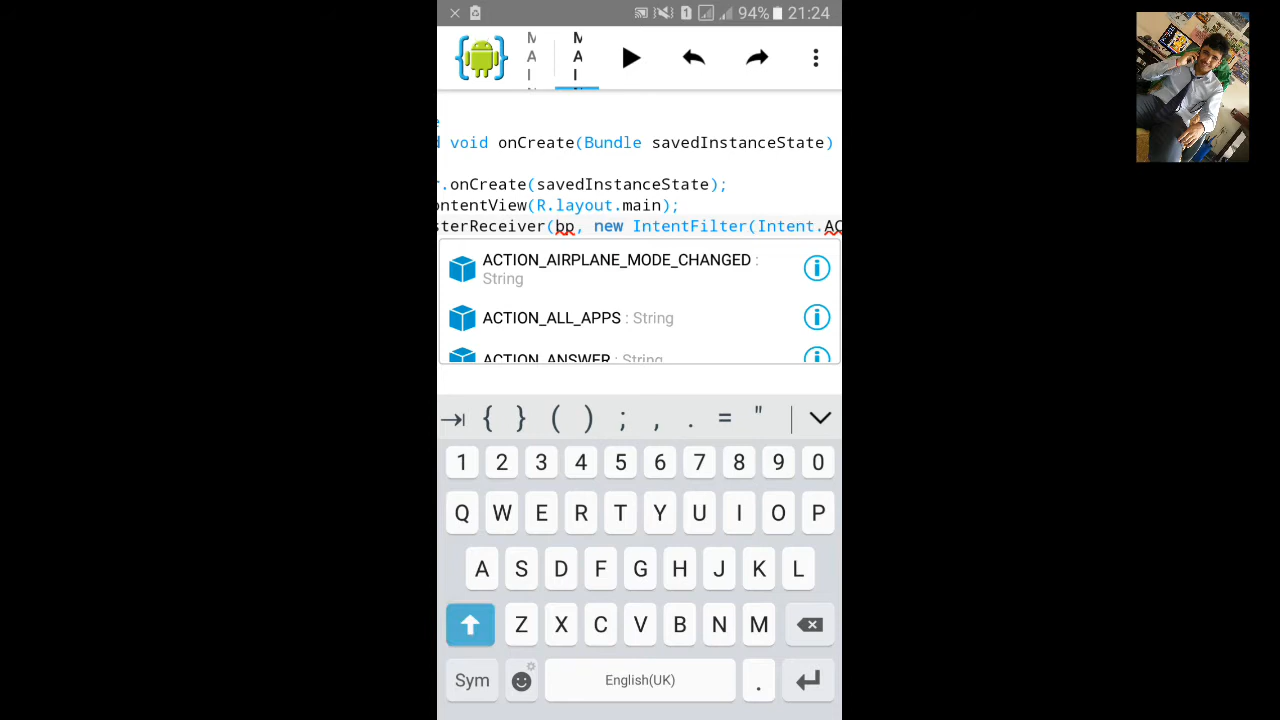 1 94% 21:24
M
A
I
N
M
A
I
N
e
d void onCreate(Bundle savedInstanceState)
r.onCreate(savedInstanceState);
ontentView(R.layout.main);
sterReceiver(bp, new IntentFilter(Intent.AC
ACTION_AIRPLANE_MODE_CHANGED :
String
ACTION_ALL_APPS : String
ACTION_ANSWER : String
{ } ( ) ; , . = "
1 2 3 4 5 6 7 8 9 0
Q W E R T Y U I O P
A S D F G H J K L
Z X C V B N M
Sym English(UK) .